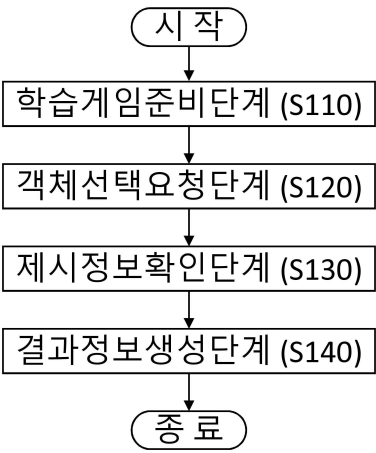 시 작
학습게임준비단계 (S110)
객체선택요청단계 (S120)
제시정보확인단계 (S130)
결과정보생성단계 (S140)
종 료